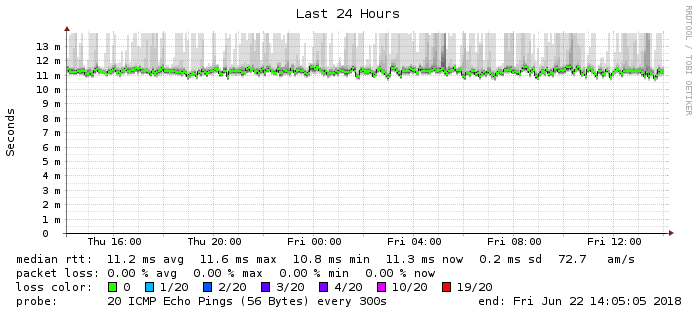 Last 24 Hours
RRDTOOL / TOBI OETIKER
Seconds
13 m
12 m
11 m
10 m
9 m
8 m
7 m
6 m
5 m
4 m
3 m
2 m
1 m
0
Thu 16:00 Thu 20:00 Fri 00:00 Fri 04:00 Fri 08:00 Fri 12:00
median rtt: 11.2 ms avg 11.6 ms max 10.8 ms min 11.3 ms now 0.2 ms sd 72.7 am/s
packet loss: 0.00 % avg 0.00 % max 0.00 % min 0.00 % now
loss color: 0 1/20 2/20 3/20 4/20 10/20 19/20
probe: 20 ICMP Echo Pings (56 Bytes) every 300s end: Fri Jun 22 14:05:05 2018